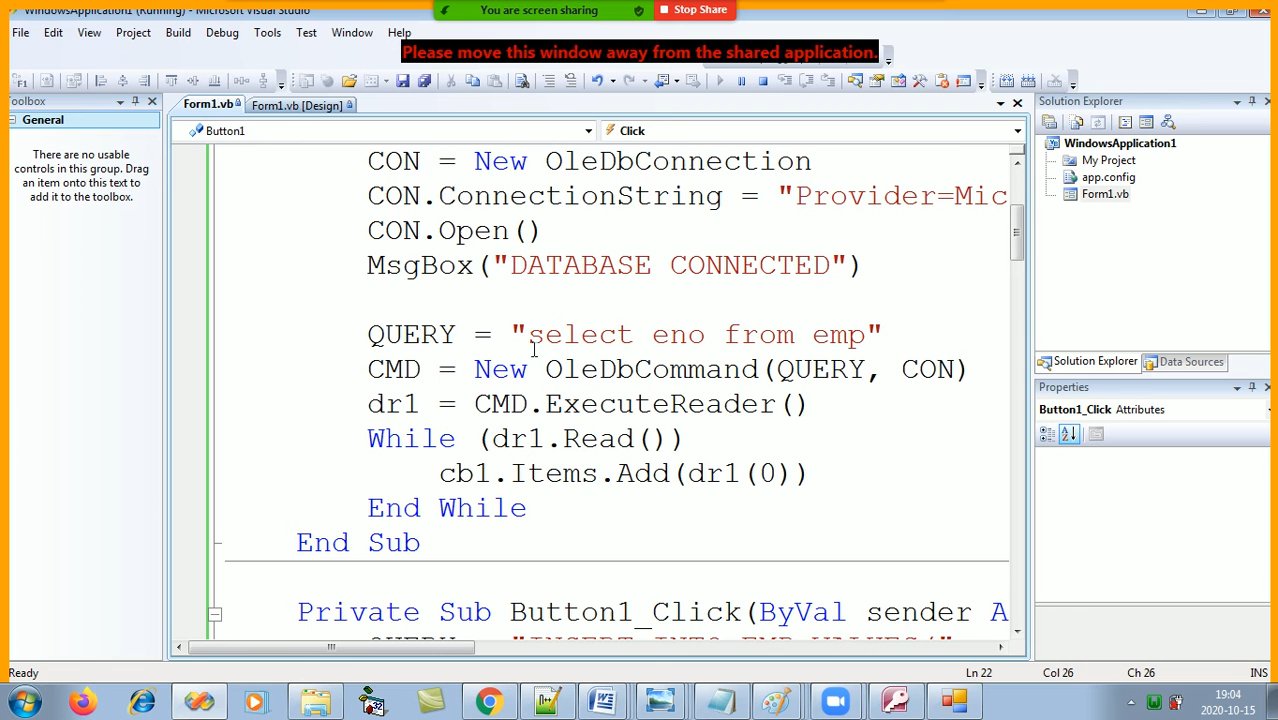 WindowsApplication1 (Running) - Microsoft Visual Studio
You are screen sharing
Stop Share
File Edit View Project Build Debug Tools Test Window Help
Please move this window away from the shared application.
Toolbox
General
There are no usable
controls in this group. Drag
an item onto this text to
add it to the toolbox.
Form1.vb
Form1.vb [Design]
Button1
Click
CON = New OleDbConnection
CON.ConnectionString = "Provider=Mic
CON.Open()
MsgBox("DATABASE CONNECTED")
QUERY = "select eno from emp"
CMD = New OleDbCommand(QUERY, CON)
dr1 = CMD.ExecuteReader()
While (dr1.Read())
cb1.Items.Add(dr1(0))
End While
End Sub
Private Sub Button1_Click(ByVal sender A
Solution Explorer
WindowsApplication1
My Project
app.config
Form1.vb
Solution Explorer
Data Sources
Properties
Button1_Click Attributes
Ready
Ln 22
Col 26
Ch 26
INS
19:04
2020-10-15